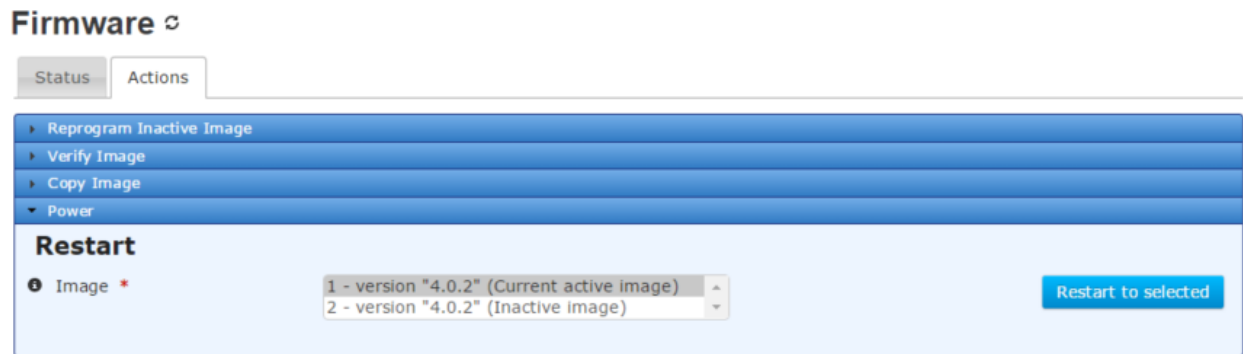 Firmware
Status Actions
Reprogram Inactive Image
Verify Image
Copy Image
Power
Restart
Image *
1 - version "4.0.2" (Current active image)
2 - version "4.0.2" (Inactive image)
Restart to selected